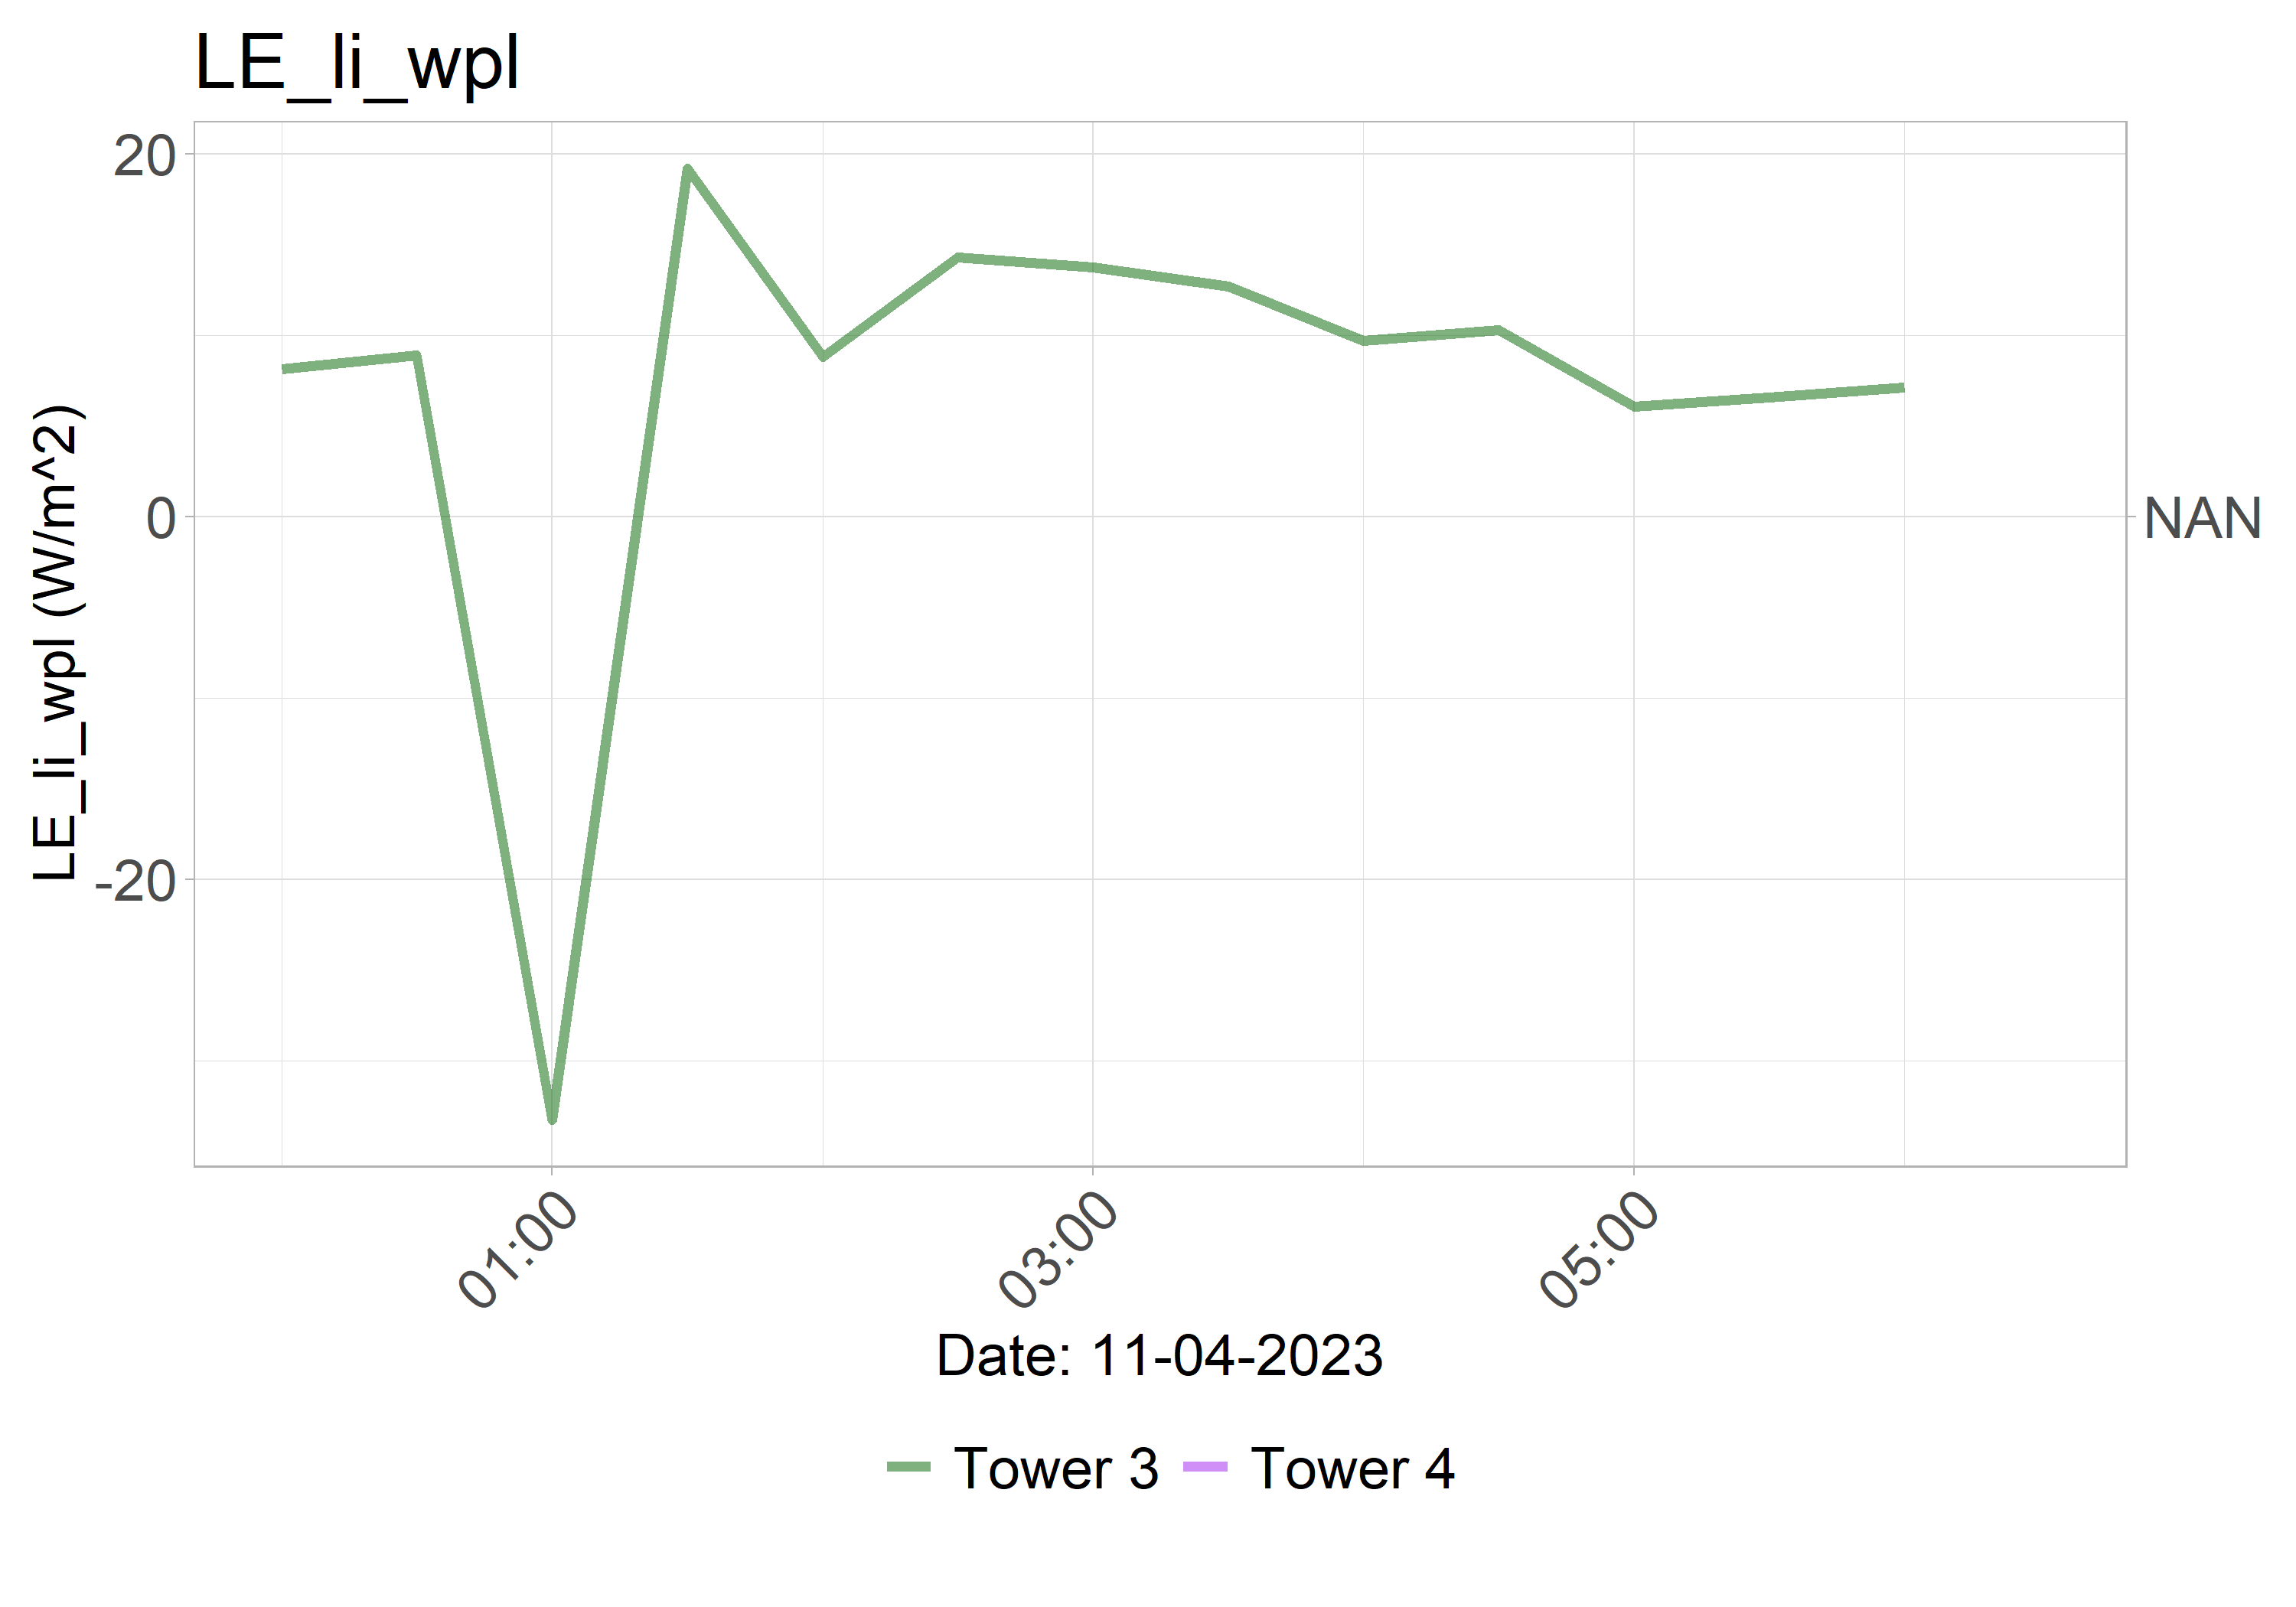 LE_li_wpl
LE_li_wpl (W/m^2)
20
0
-20
NAN
01:00
03:00
05:00
Date: 11-04-2023
Tower 3
Tower 4